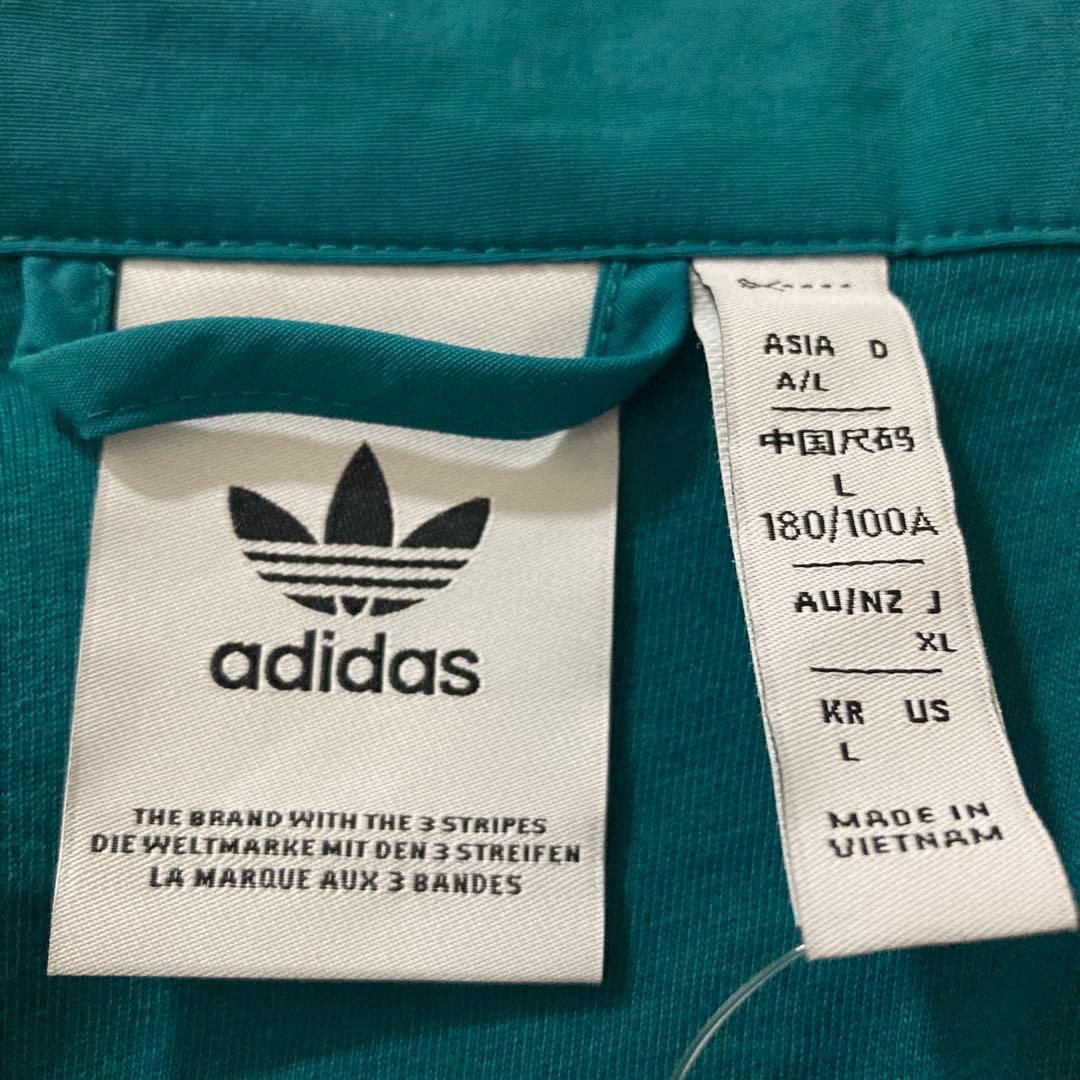 adidas
THE BRAND WITH THE 3 STRIPES
DIE WELTMARKE MIT DEN 3 STREIFEN
LA MARQUE AUX 3 BANDES
ASIA D
A/L
中国尺码
L
180/100A
AU/NZ J
XL
KR US
L
MADE IN
VIETNAM